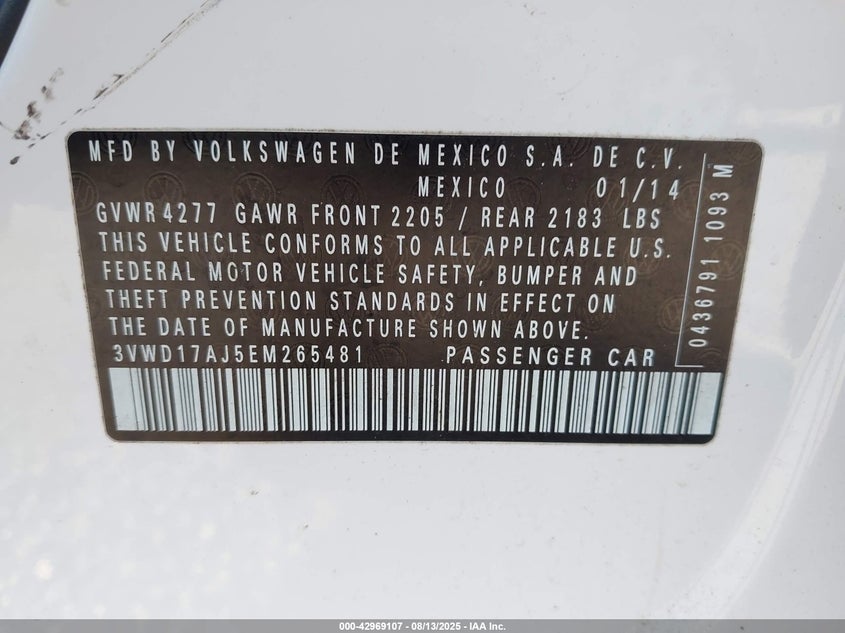 MFD BY VOLKSWAGEN DE MEXICO S.A. DE C.V.
MEXICO 01/14
GVWR 4277 GAWR FRONT 2205 / REAR 2183 LBS
THIS VEHICLE CONFORMS TO ALL APPLICABLE U.S.
FEDERAL MOTOR VEHICLE SAFETY, BUMPER AND
THEFT PREVENTION STANDARDS IN EFFECT ON
THE DATE OF MANUFACTURE SHOWN ABOVE.
3VWD17AJ5EM265481 PASSENGER CAR
0436791 1093 M
000-42969107 - 08/13/2025 - IAA Inc.